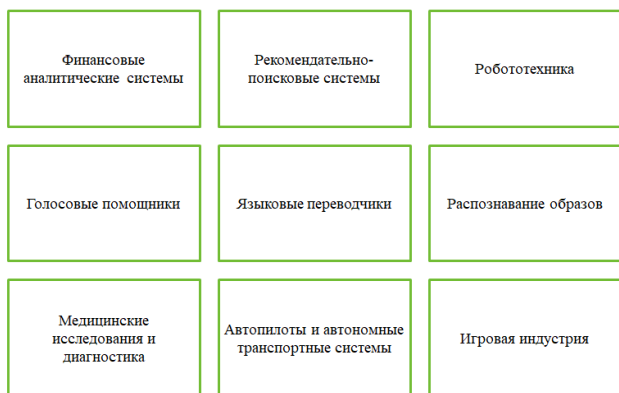 Финансовые
аналитические системы
Рекомендательно-
поисковые системы
Робототехника
Голосовые помощники
Языковые переводчики
Распознавание образов
Медицинские
исследования и
диагностика
Автопилоты и автономные
транспортные системы
Игровая индустрия